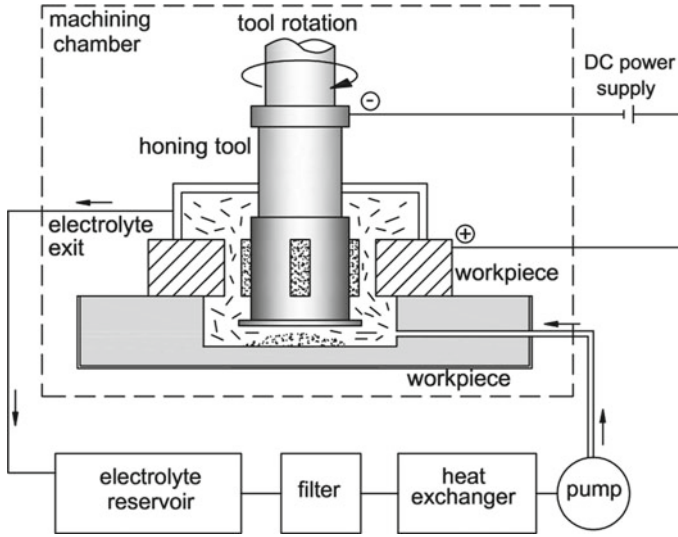 machining
chamber
tool rotation
DC power
supply
⊖
honing tool
electrolyte
exit
⊕
workpiece
workpiece
electrolyte
reservoir
filter
heat
exchanger
pump